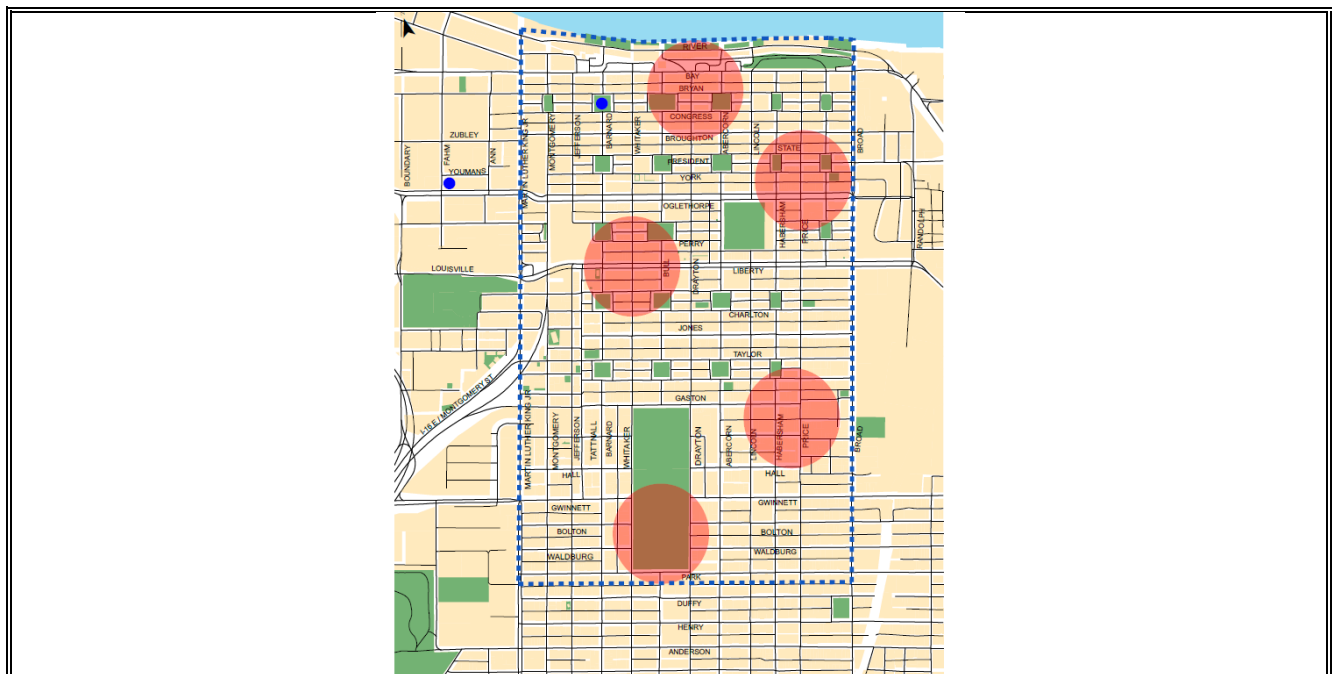 RIVER
BAY
BRYAN
CONGRESS
BROUGHTON
STATE
PRESIDENT
YORK
OGLETHORPE
PERRY
LIBERTY
CHARLTON
JONES
TAYLOR
GASTON
HALL
HALL
GWINNETT
GWINNETT
BOLTON
BOLTON
WALDBURG
WALDBURG
PARK
DUFFY
HENRY
ANDERSON
ZUBLEY
YOUMANS
LOUISVILLE
I-16 E / MONTGOMERY ST
BOUNDARY
FAHM
ANN
MARTIN LUTHER KING JR
MONTGOMERY
JEFFERSON
BARNARD
WHITAKER
ABERCORN
LINCOLN
BROAD
HABERSHAM
PRICE
RANDOLPH
BULL
DRAYTON
MARTIN LUTHER KING JR
MONTGOMERY
JEFFERSON
TATTNALL
BARNARD
WHITAKER
DRAYTON
ABERCORN
LINCOLN
HABERSHAM
PRICE
BROAD